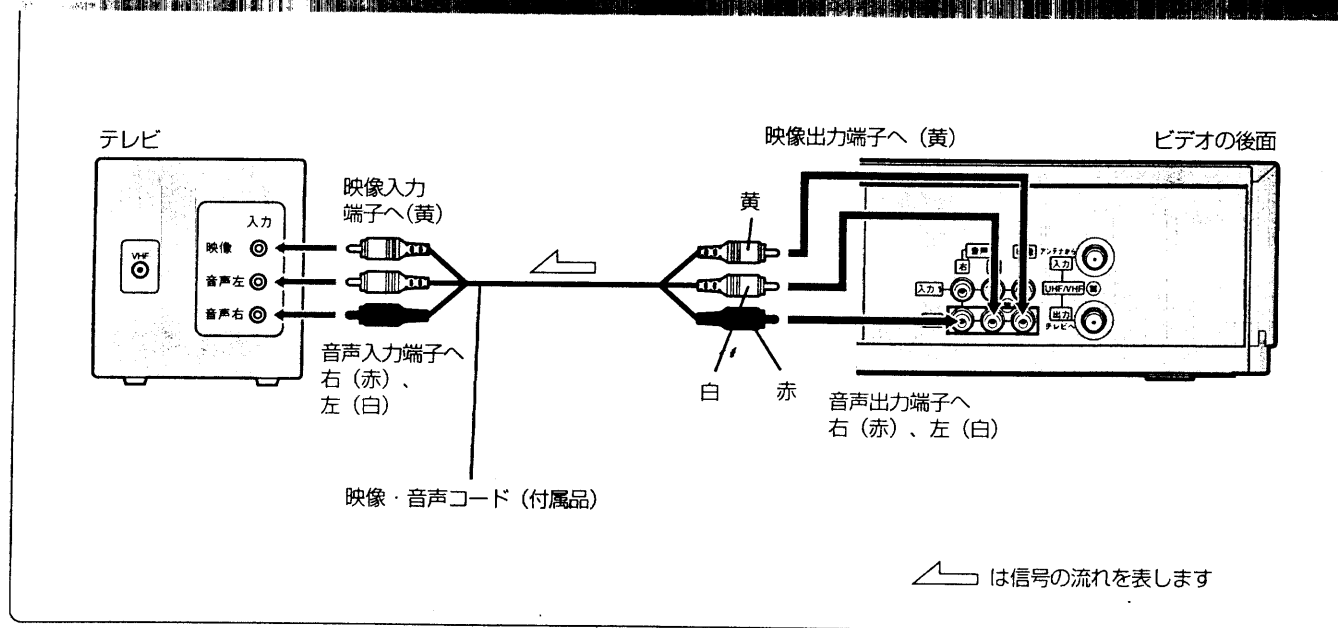 テレビ
映像出力端子へ（黄）
ビデオの後面
映像入力
端子へ（黄）
黄
入力
映像
音声左
音声右
VHF
音声
右
アンテナから
入力
入力
UHF/VHF
出力
テレビへ
音声入力端子へ
右（赤）、
左（白）
白
赤
音声出力端子へ
右（赤）、左（白）
映像・音声コード（付属品）
は信号の流れを表します